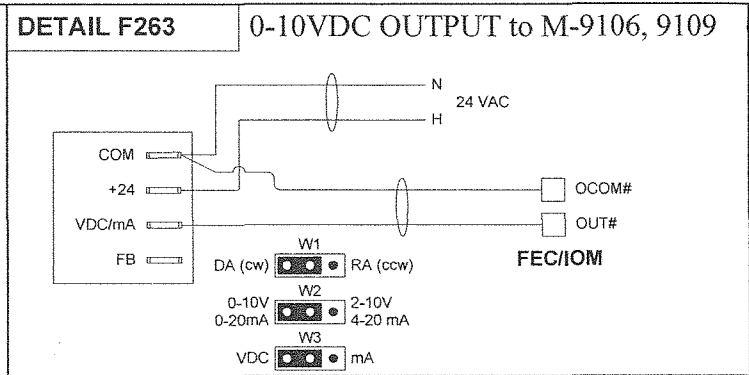 DETAIL F263
0-10VDC OUTPUT to M-9106, 9109
N
24 VAC
H
COM
+24
VDC/mA
FB
OCOM#
OUT#
FEC/IOM
W1
DA (cw) RA (ccw)
W2
0-10V 2-10V
0-20mA 4-20 mA
W3
VDC mA